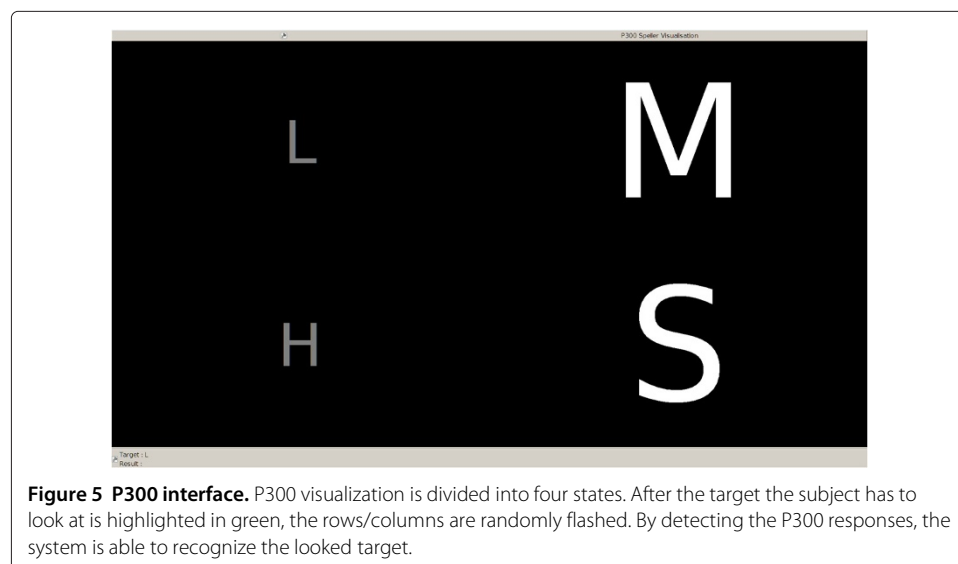 P300 Speller Visualisation
L M
H S
Target : L
Result :
Figure 5 P300 interface. P300 visualization is divided into four states. After the target the subject has to
look at is highlighted in green, the rows/columns are randomly flashed. By detecting the P300 responses, the
system is able to recognize the looked target.